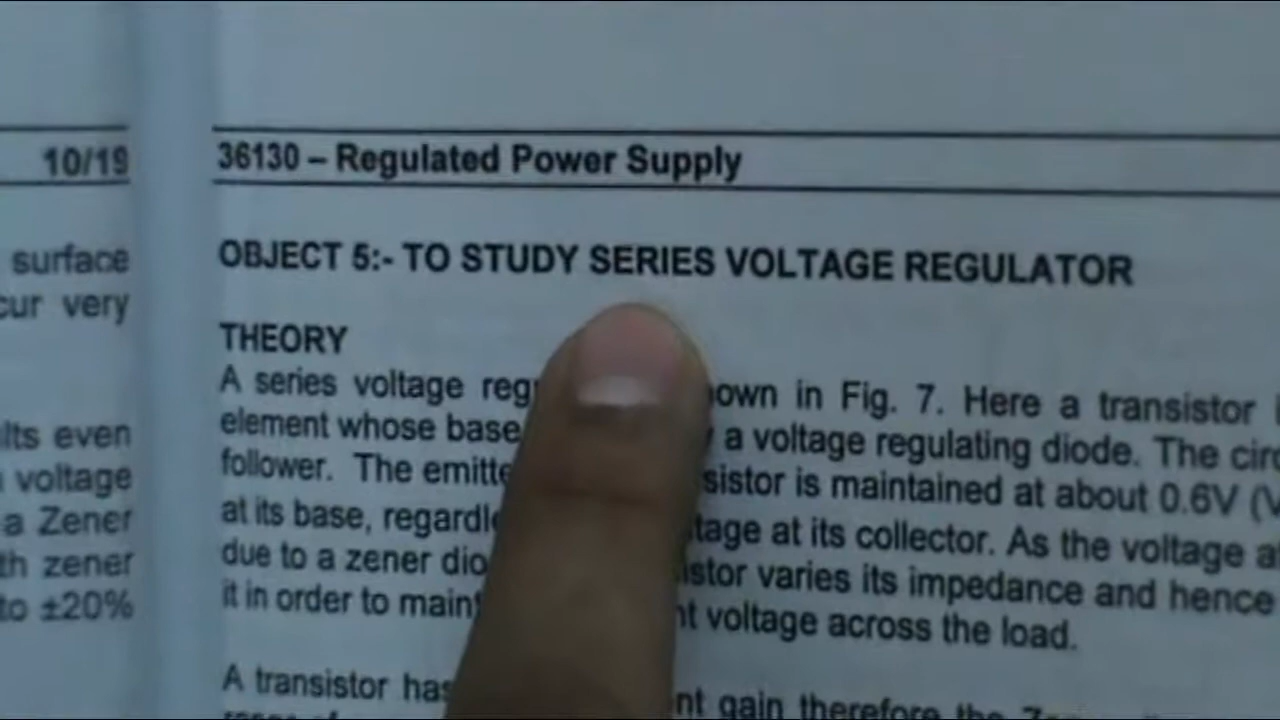 10/19
surface
cur very
lts even
voltage
a Zener
th zener
to ±20%
36130 – Regulated Power Supply
OBJECT 5:- TO STUDY SERIES VOLTAGE REGULATOR
THEORY
A series voltage reg own in Fig. 7. Here a transistor
element whose base a voltage regulating diode. The circ
follower. The emitte sistor is maintained at about 0.6V (V
at its base, regardl tage at its collector. As the voltage a
due to a zener dio istor varies its impedance and hence
it in order to main nt voltage across the load.
A transistor has nt gain therefore the